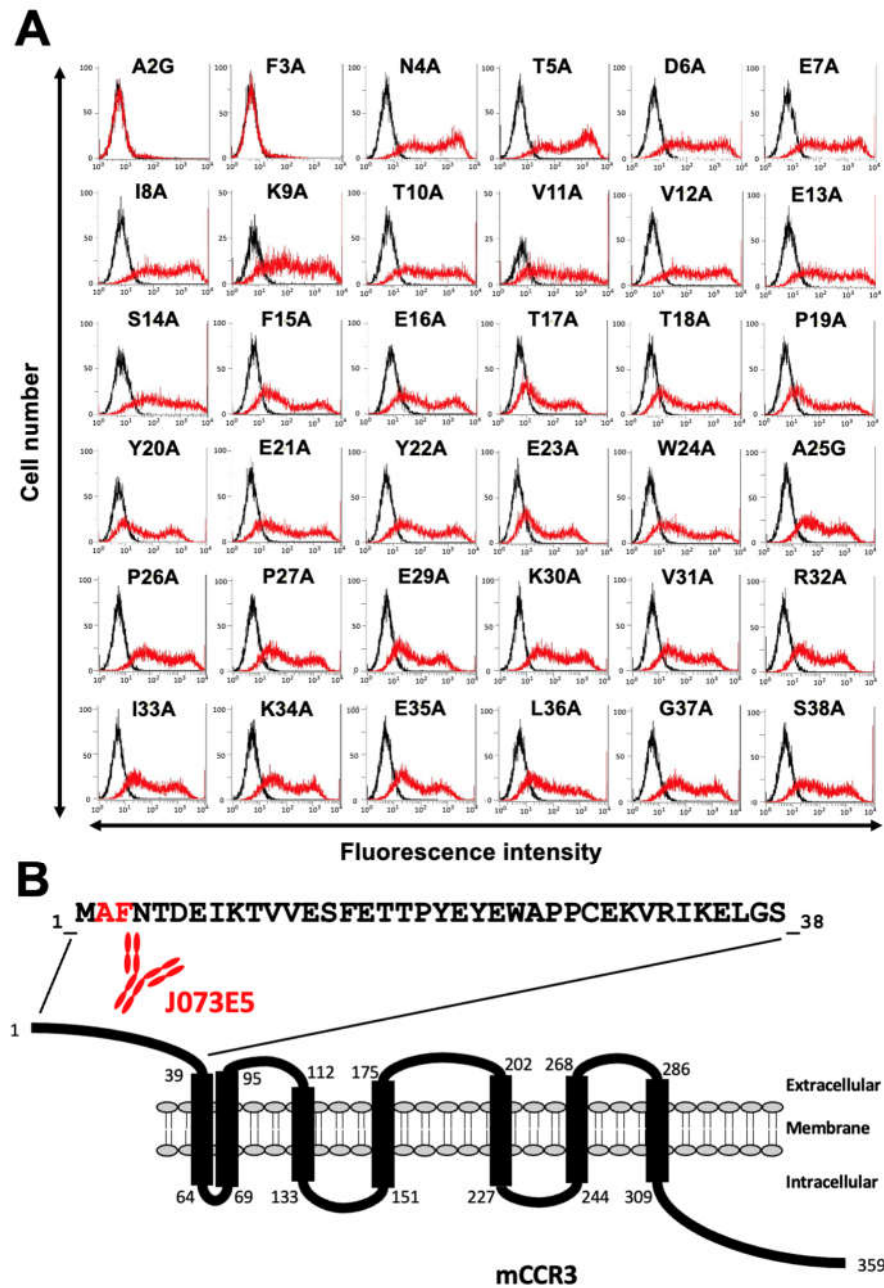 A
A2G F3A N4A T5A D6A E7A
I8A K9A T10A V11A V12A E13A
S14A F15A E16A T17A T18A P19A
Y20A E21A Y22A E23A W24A A25G
P26A P27A E29A K30A V31A R32A
I33A K34A E35A L36A G37A S38A
Cell number
Fluorescence intensity
B
1_MAFNTDEIKTVVESFETTPYEYEWAPPCEKVRIKELGS_38
J073E5
1
39 95 112 175 202 268 286
Extracellular
Membrane
Intracellular
64 69 133 151 227 244 309
359
mCCR3